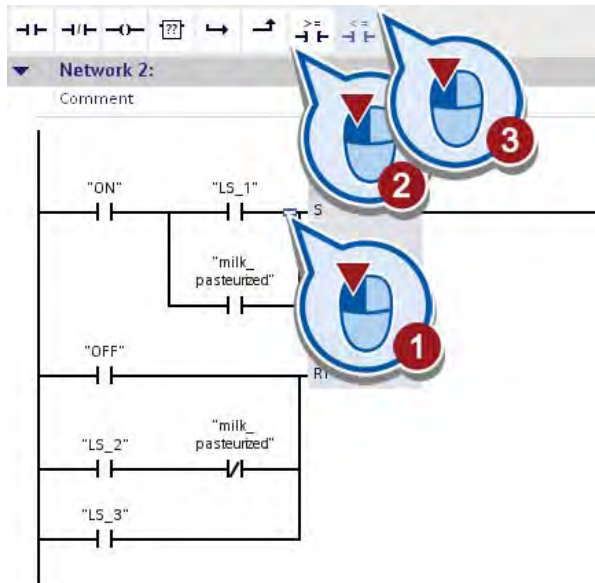 ??
>=
<=
Network 2:
Comment
3
2
"ON"
"LS_1"
S
"milk_
pasteurized"
1
"OFF"
R1
"milk_
"LS_2"
pasteurized"
"LS_3"